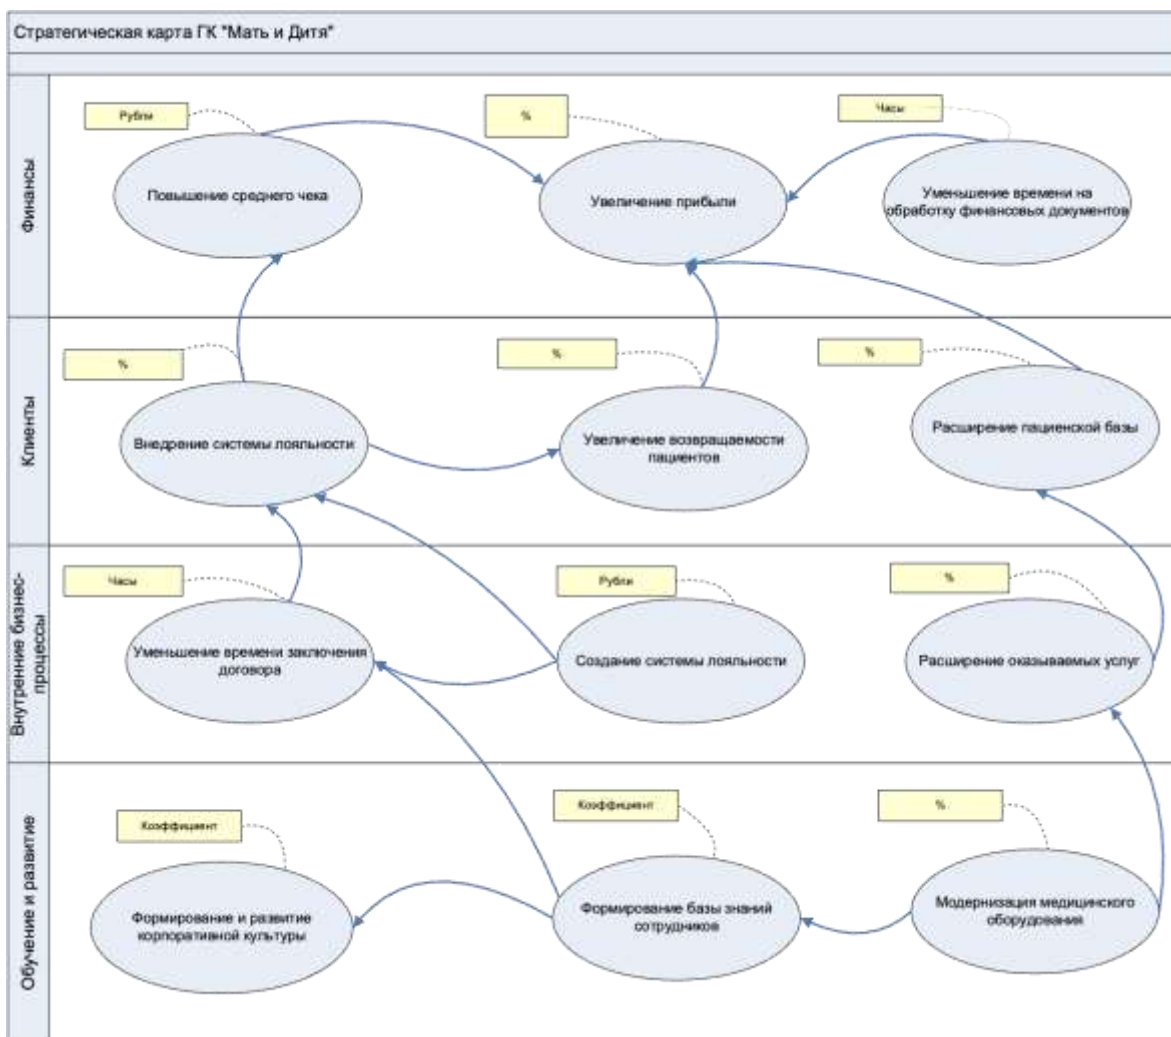 Стратегическая карта ГК "Мать и Дитя"
Финансы
Рубли
%
Часы
Повышение среднего чека
Увеличение прибыли
Уменьшение времени на
обработку финансовых документов
Клиенты
%
%
%
Внедрение системы лояльности
Увеличение возвращаемости
пациентов
Расширение пациенской базы
Внутренние бизнес-
процессы
Часы
Рубли
%
Уменьшение времени заключения
договора
Создание системы лояльности
Расширение оказываемых услуг
Обучение и развитие
Коэффициент
Коэффициент
%
Формирование и развитие
корпоративной культуры
Формирование базы знаний
сотрудников
Модернизация медицинского
оборудования